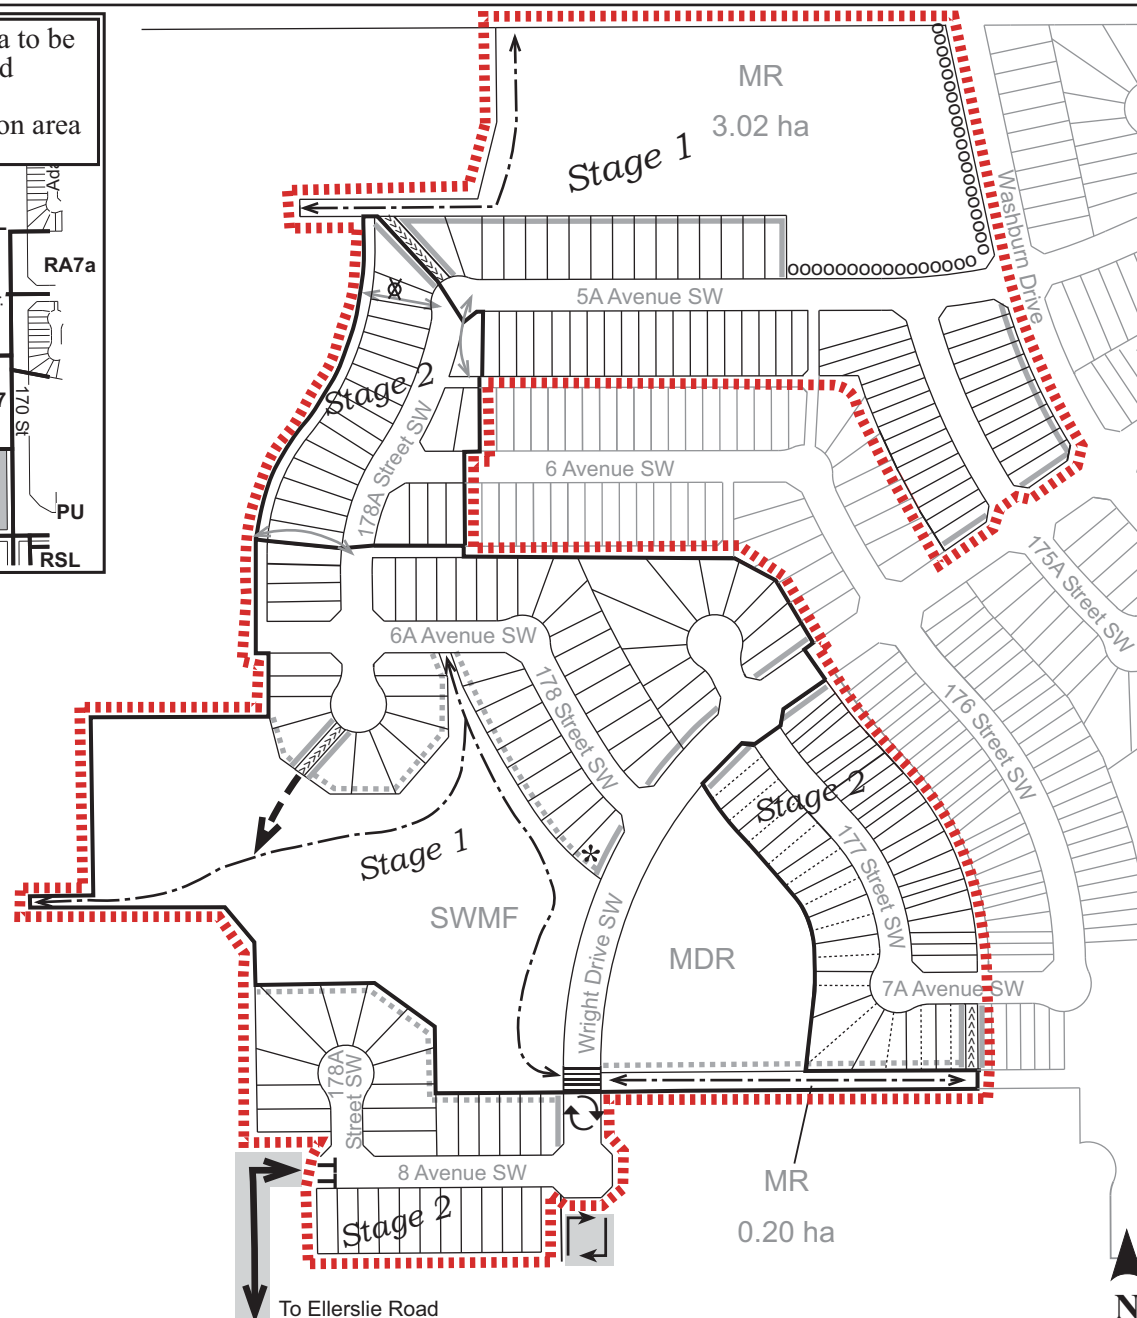 a to be
d
on area
Ada
RA7a
7
170 St
PU
RSL
MR
3.02 ha
Stage 1
Washburn Drive
5A Avenue SW
Stage 2
178A Street SW
6 Avenue SW
175A Street SW
6A Avenue SW
178 Street SW
176 Street SW
Stage 2
177 Street SW
Stage 1
SWMF
MDR
Wright Drive SW
7A Avenue SW
178A
Street SW
8 Avenue SW
MR
0.20 ha
Stage 2
To Ellerslie Road
N